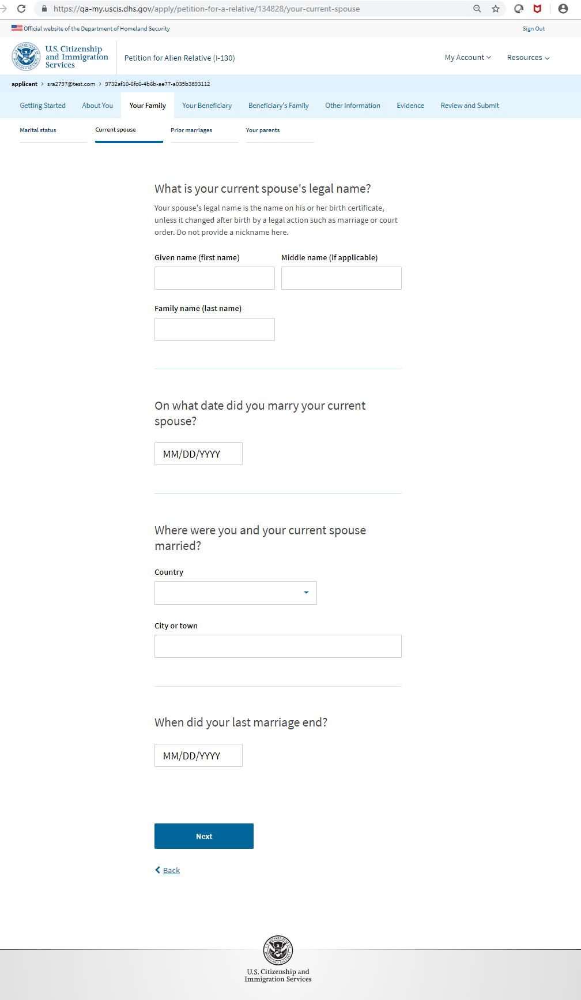 https://qa-my.uscis.dhs.gov/apply/petition-for-a-relative/134828/your-current-spouse
Official website of the Department of Homeland Security
Sign Out
U.S. Citizenship
and Immigration
Services
Petition for Alien Relative (I-130)
My Account
Resources
applicant > sra2797@test.com > 9732af10-6fc6-4b6b-ae77-a035b3893112
Getting Started About You Your Family Your Beneficiary Beneficiary's Family Other Information Evidence Review and Submit
Marital status Current spouse Prior marriages Your parents
What is your current spouse's legal name?
Your spouse's legal name is the name on his or her birth certificate,
unless it changed after birth by a legal action such as marriage or court
order. Do not provide a nickname here.
Given name (first name) Middle name (if applicable)
Family name (last name)
On what date did you marry your current
spouse?
MM/DD/YYYY
Where were you and your current spouse
married?
Country
City or town
When did your last marriage end?
MM/DD/YYYY
Next
Back
U.S. Citizenship and
Immigration Services